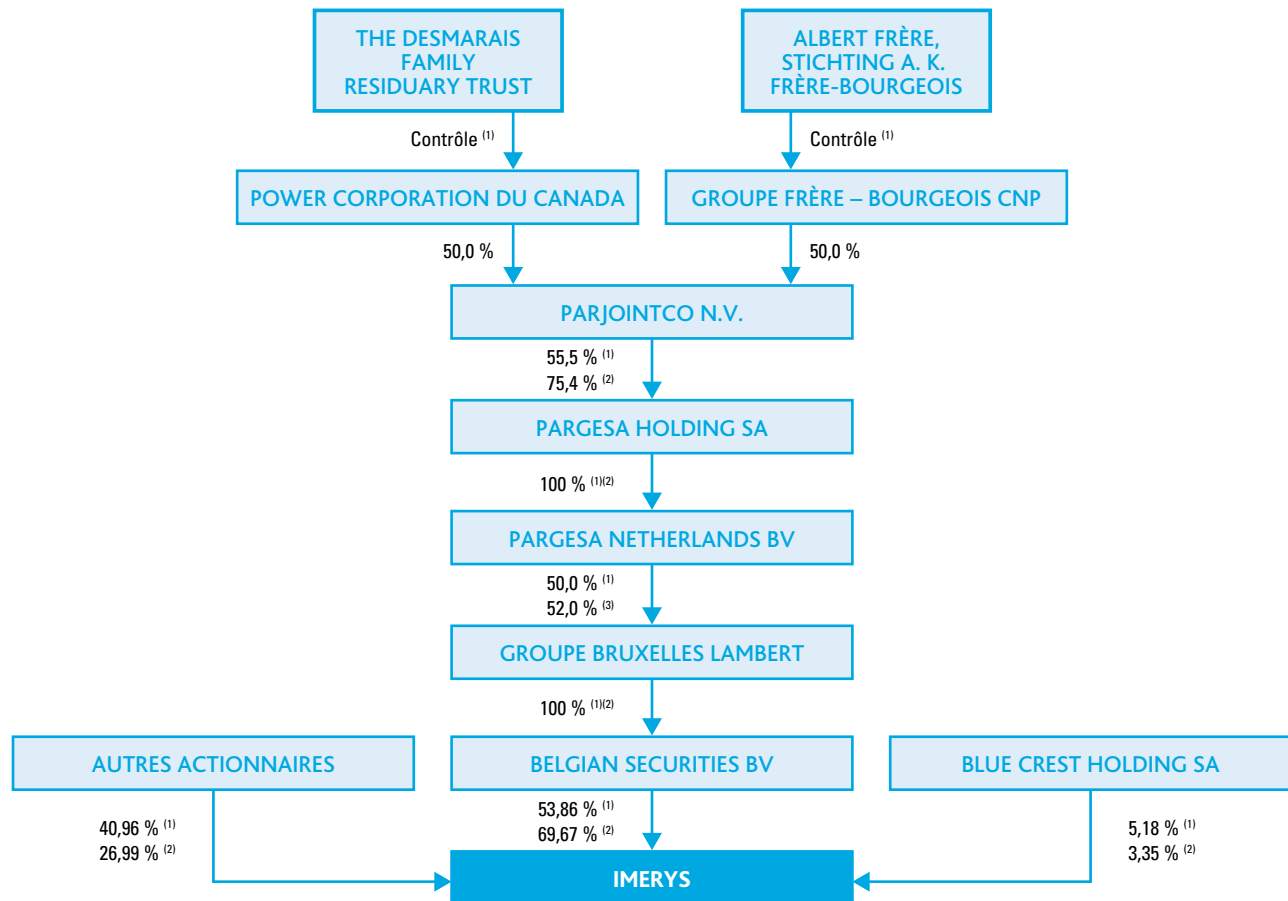 THE DESMARAIS
FAMILY
RESIDUARY TRUST
ALBERT FRÈRE,
STICHTING A. K.
FRÈRE-BOURGEOIS
Contrôle (1)
Contrôle (1)
POWER CORPORATION DU CANADA
GROUPE FRÈRE – BOURGEOIS CNP
50,0 %
50,0 %
PARJOINTCO N.V.
55,5 % (1)
75,4 % (2)
PARGESA HOLDING SA
100 % (1)(2)
PARGESA NETHERLANDS BV
50,0 % (1)
52,0 % (3)
GROUPE BRUXELLES LAMBERT
100 % (1)(2)
AUTRES ACTIONNAIRES
BELGIAN SECURITIES BV
BLUE CREST HOLDING SA
40,96 % (1)
26,99 % (2)
53,86 % (1)
69,67 % (2)
5,18 % (1)
3,35 % (2)
IMERYS